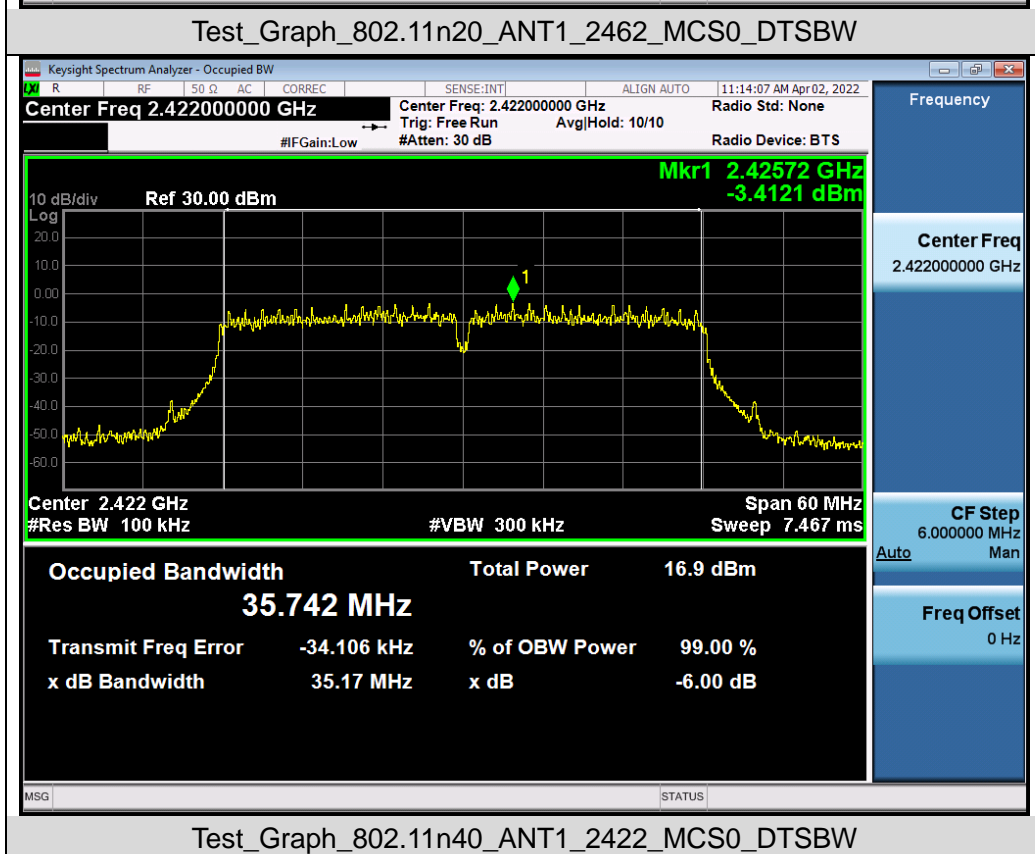 Test_Graph_802.11n20_ANT1_2462_MCS0_DTSBW
Keysight Spectrum Analyzer - Occupied BW
LXI R RF 50 Ω AC CORREC SENSE:INT ALIGN AUTO 11:14:07 AM Apr 02, 2022
Center Freq 2.422000000 GHz Center Freq: 2.422000000 GHz Radio Std: None
Trig: Free Run Avg|Hold: 10/10
#IFGain:Low #Atten: 30 dB Radio Device: BTS
Frequency
Mkr1 2.42572 GHz
10 dB/div Ref 30.00 dBm -3.4121 dBm
Log
20.0
10.0
0.00
-10.0
-20.0
-30.0
-40.0
-50.0
-60.0
1
Center 2.422 GHz Span 60 MHz
#Res BW 100 kHz #VBW 300 kHz Sweep 7.467 ms
Center Freq
2.422000000 GHz
CF Step
6.000000 MHz
Auto Man
Freq Offset
0 Hz
Occupied Bandwidth Total Power 16.9 dBm
35.742 MHz
Transmit Freq Error -34.106 kHz % of OBW Power 99.00 %
x dB Bandwidth 35.17 MHz x dB -6.00 dB
MSG STATUS
Test_Graph_802.11n40_ANT1_2422_MCS0_DTSBW